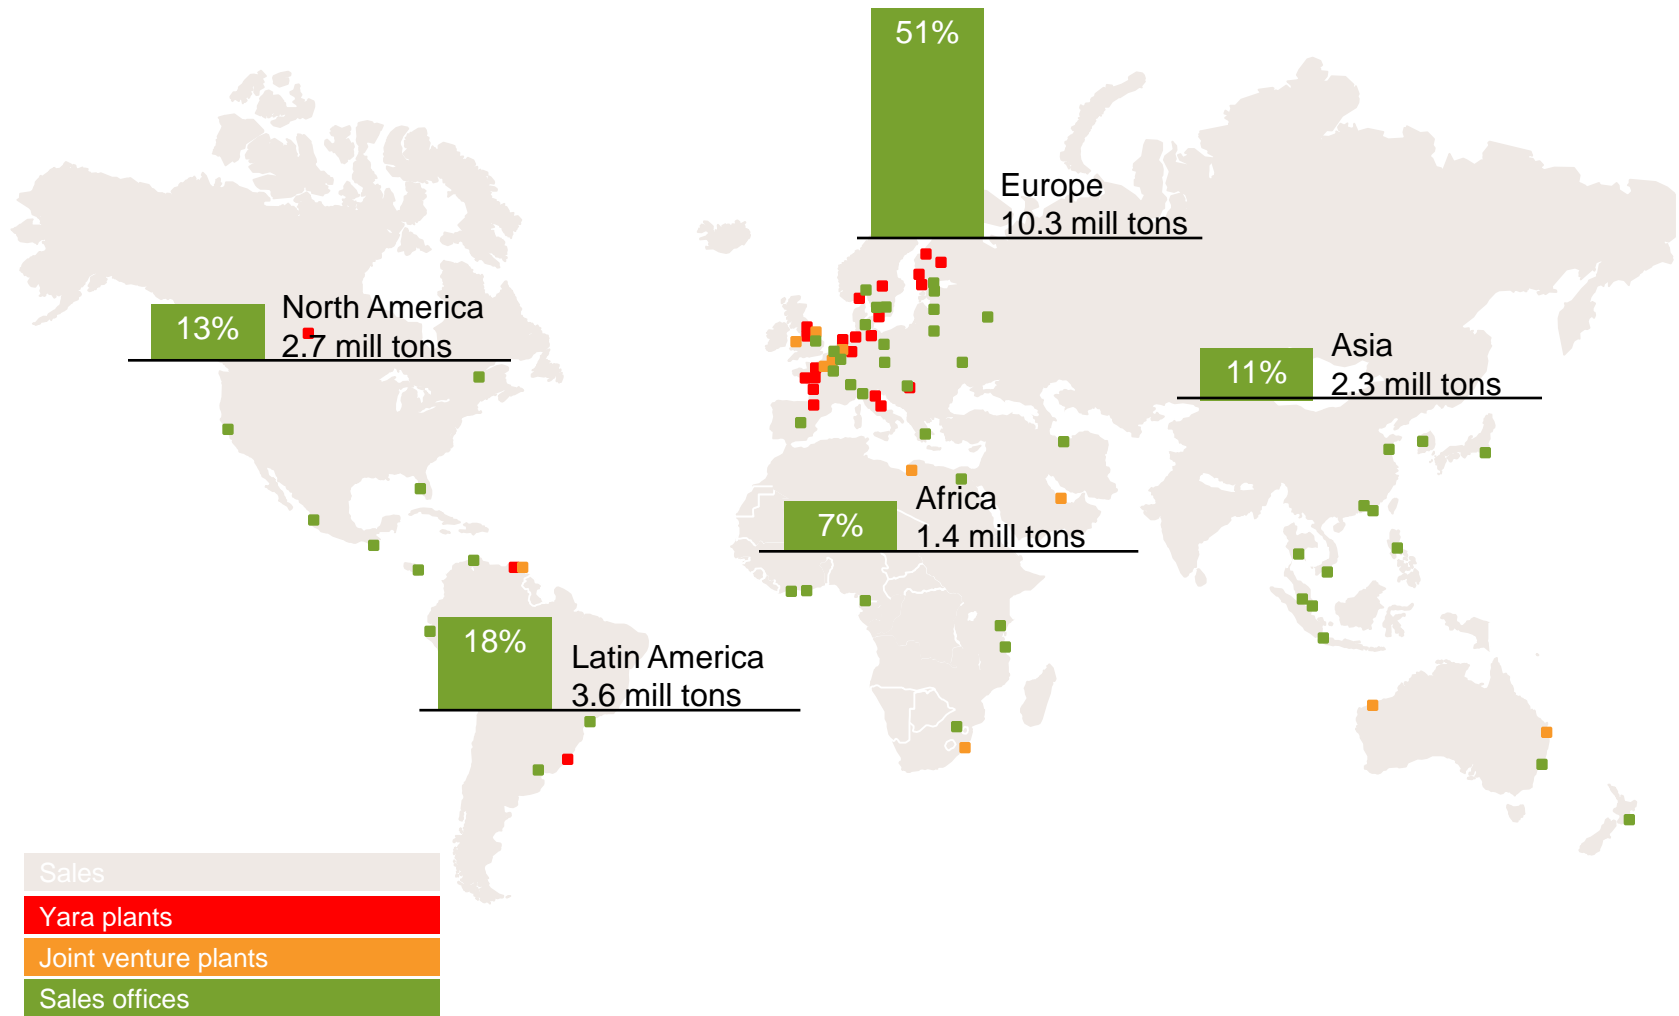 51%
Europe
10.3 mill tons
13%
North America
2.7 mill tons
11%
Asia
2.3 mill tons
7%
Africa
1.4 mill tons
18%
Latin America
3.6 mill tons
Sales
Yara plants
Joint venture plants
Sales offices